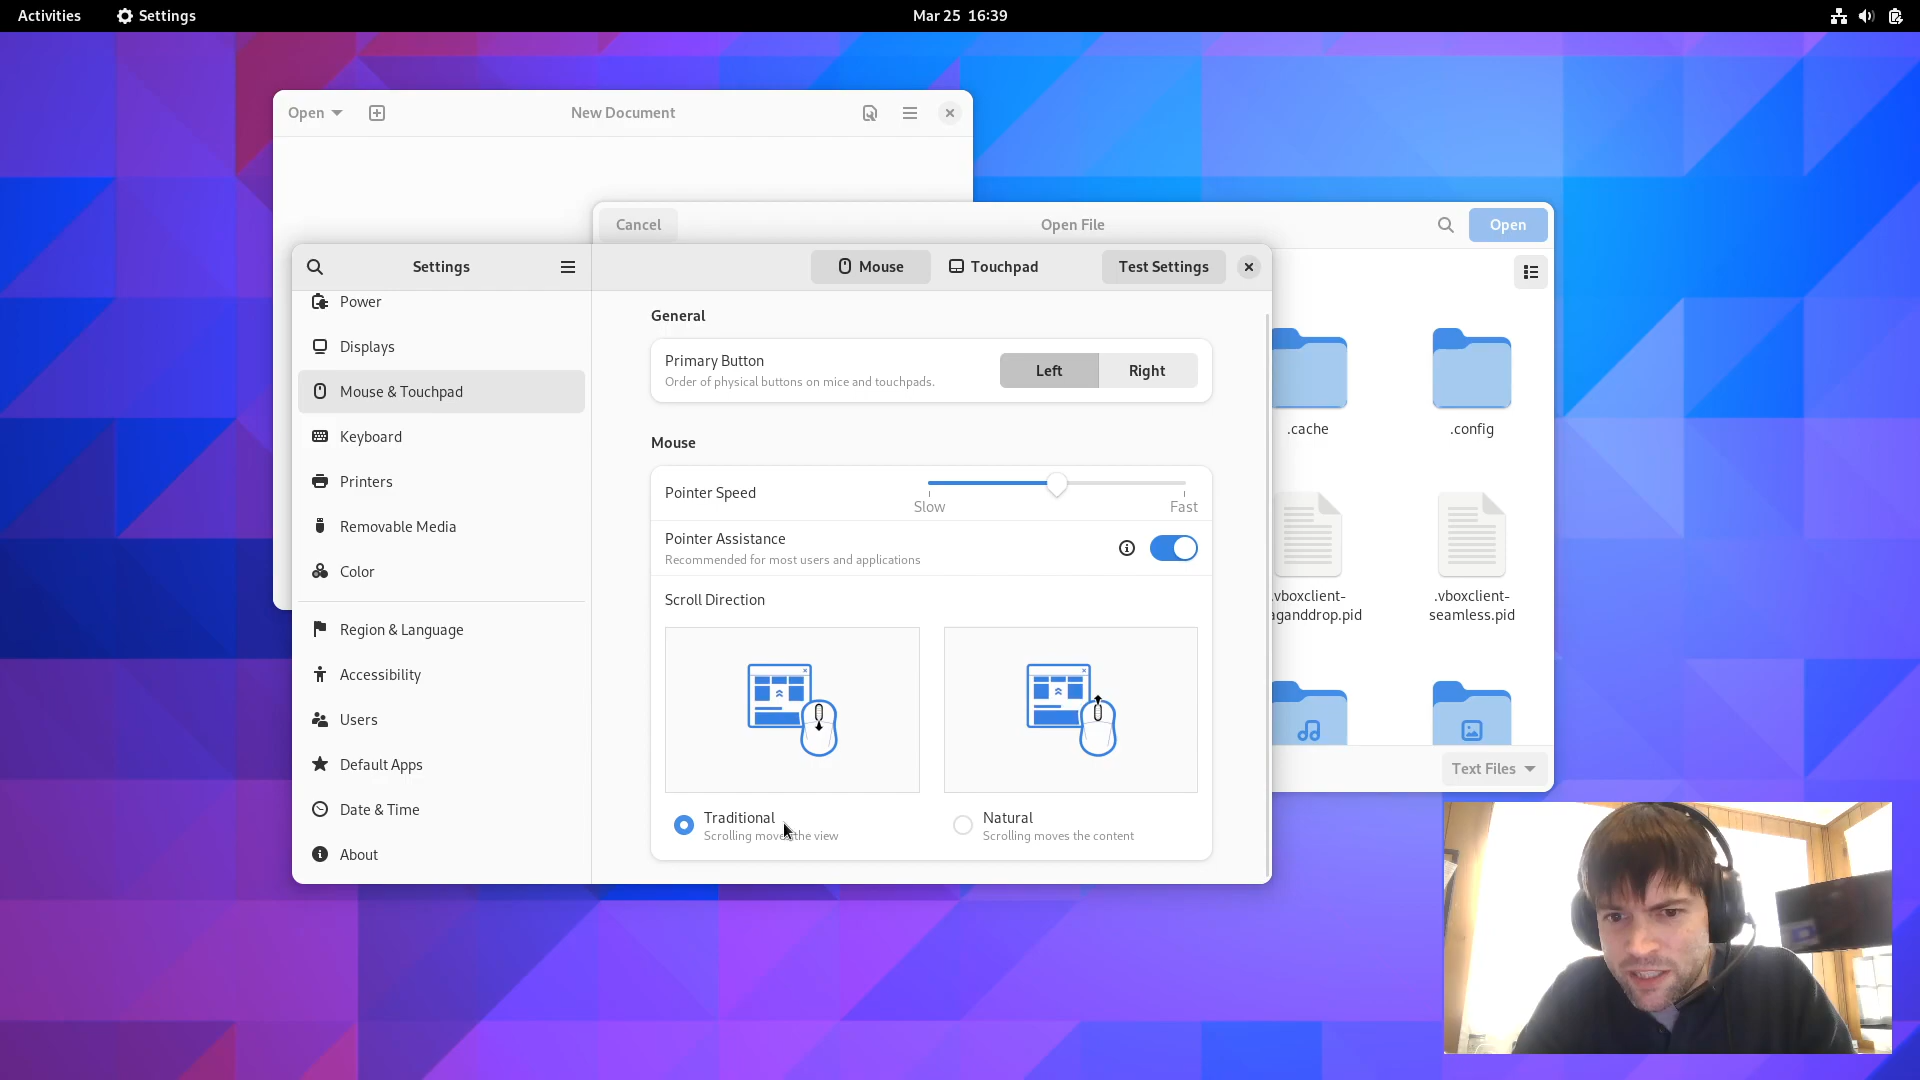 Activities
Settings
Mar 25 16:39
Open
New Document
Cancel
Open File
Open
Settings
Mouse
Touchpad
Test Settings
Power
Displays
Mouse & Touchpad
Keyboard
Printers
Removable Media
Color
Region & Language
Accessibility
Users
Default Apps
Date & Time
About
General
Primary Button
Order of physical buttons on mice and touchpads.
Left
Right
Mouse
Pointer Speed
Slow
Fast
Pointer Assistance
Recommended for most users and applications
Scroll Direction
Traditional
Scrolling moves the view
Natural
Scrolling moves the content
.cache
.config
.vboxclient-
aganddrop.pid
.vboxclient-
seamless.pid
Text Files